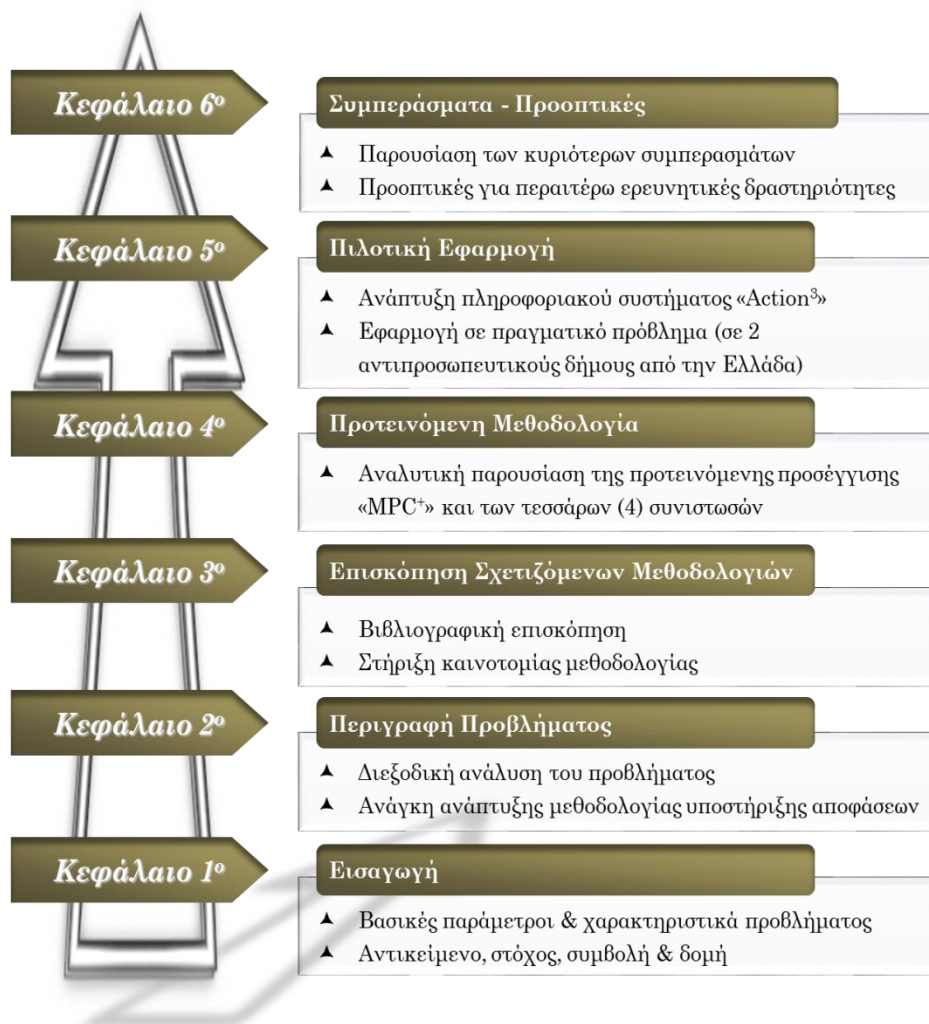 Κεφάλαιο 6ο
Συμπεράσματα - Προοπτικές
Παρουσίαση των κυριότερων συμπερασμάτων
Προοπτικές για περαιτέρω ερευνητικές δραστηριότητες
Κεφάλαιο 5ο
Πιλοτική Εφαρμογή
Ανάπτυξη πληροφοριακού συστήματος «Action³»
Εφαρμογή σε πραγματικό πρόβλημα (σε 2
αντιπροσωπευτικούς δήμους από την Ελλάδα)
Κεφάλαιο 4ο
Προτεινόμενη Μεθοδολογία
Αναλυτική παρουσίαση της προτεινόμενης προσέγγισης
«MPC⁺» και των τεσσάρων (4) συνιστωσών
Κεφάλαιο 3ο
Επισκόπηση Σχετιζόμενων Μεθοδολογιών
Βιβλιογραφική επισκόπηση
Στήριξη καινοτομίας μεθοδολογίας
Κεφάλαιο 2ο
Περιγραφή Προβλήματος
Διεξοδική ανάλυση του προβλήματος
Ανάγκη ανάπτυξης μεθοδολογίας υποστήριξης αποφάσεων
Κεφάλαιο 1ο
Εισαγωγή
Βασικές παράμετροι & χαρακτηριστικά προβλήματος
Αντικείμενο, στόχος, συμβολή & δομή